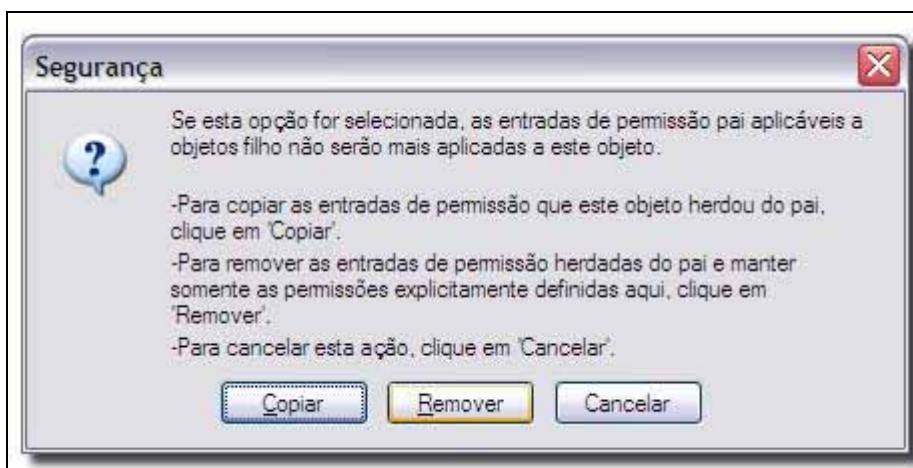 Segurança
Se esta opção for selecionada, as entradas de permissão pai aplicáveis a
objetos filho não serão mais aplicadas a este objeto.
-Para copiar as entradas de permissão que este objeto herdou do pai,
clique em 'Copiar'.
-Para remover as entradas de permissão herdadas do pai e manter
somente as permissões explicitamente definidas aqui, clique em
'Remover'.
-Para cancelar esta ação, clique em 'Cancelar'.
Copiar Remover Cancelar